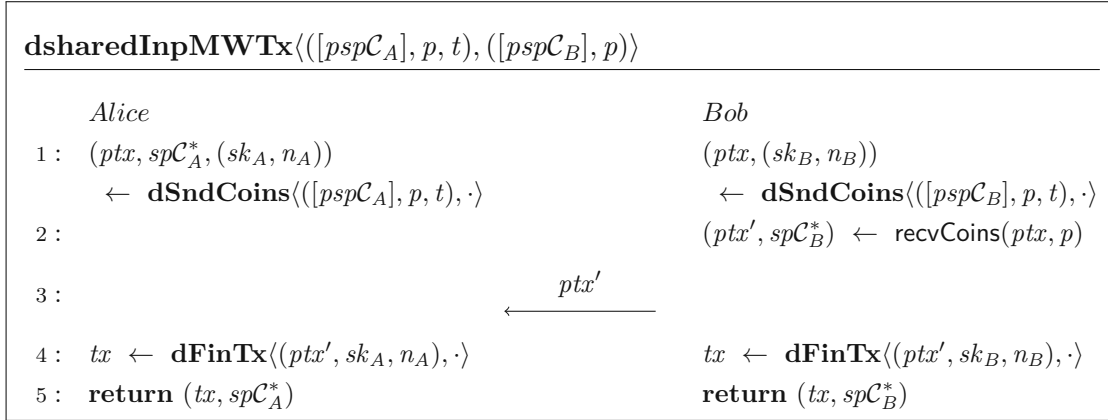 dsharedInpMWTx⟨([pspC_A], p, t), ([pspC_B], p)⟩
Alice Bob
1 : (ptx, spC*_A, (sk_A, n_A)) (ptx, (sk_B, n_B))
← dSndCoins⟨([pspC_A], p, t), ·⟩ ← dSndCoins⟨([pspC_B], p, t), ·⟩
2 : (ptx′, spC*_B) ← recvCoins(ptx, p)
3 : ptx′
4 : tx ← dFinTx⟨(ptx′, sk_A, n_A), ·⟩ tx ← dFinTx⟨(ptx′, sk_B, n_B), ·⟩
5 : return (tx, spC*_A) return (tx, spC*_B)